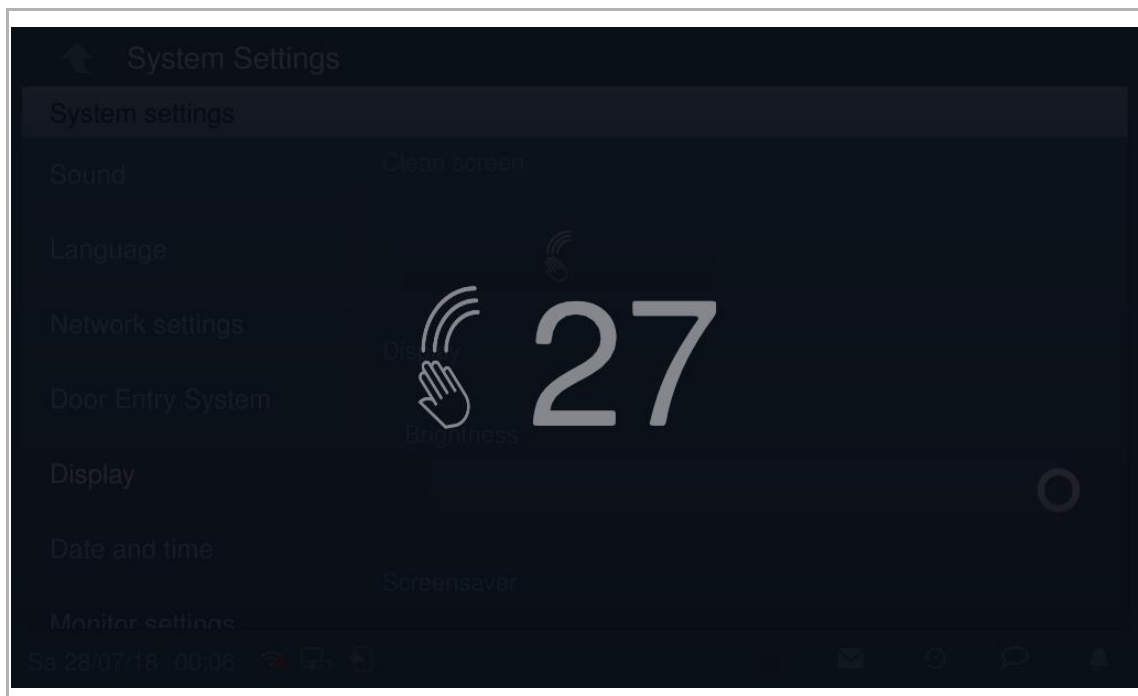 System Settings
System settings
Sound
Clean screen
Language
27
Network settings
Display
Door Entry System
Brightness
Display
Date and time
Screensaver
Monitor settings
Sa 28/07/18 00:06